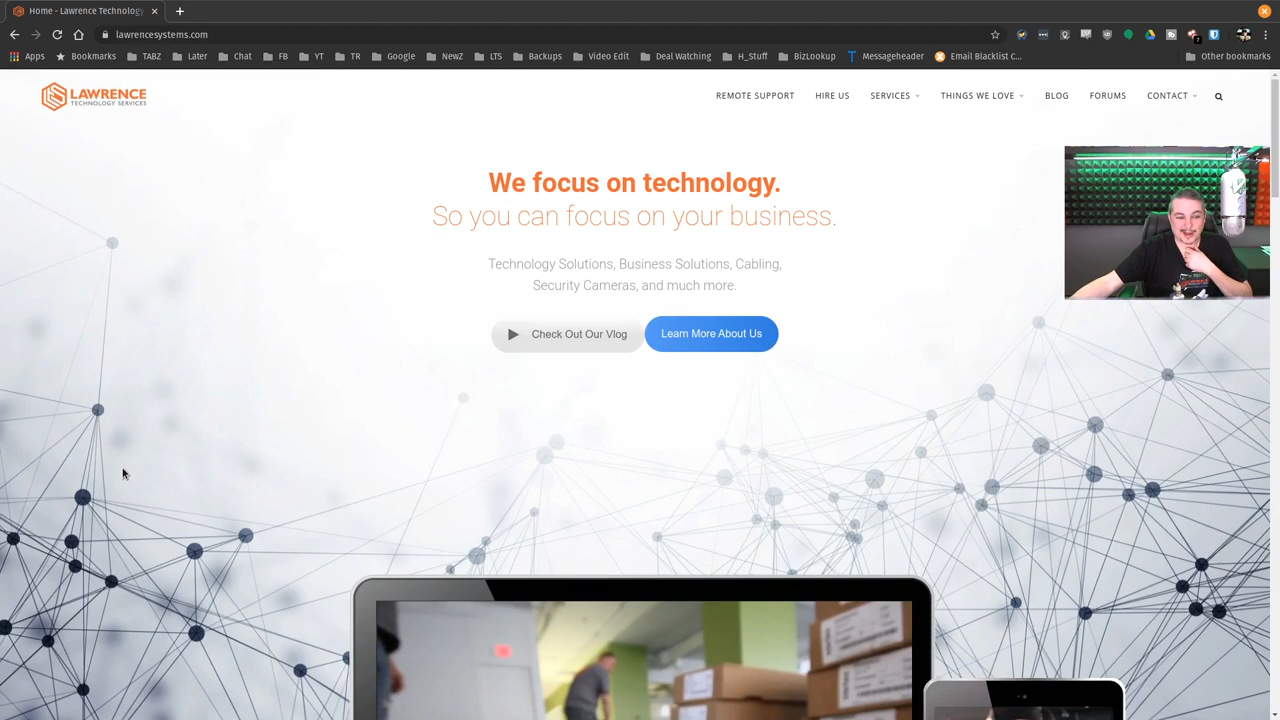 Home - Lawrence Technology
lawrencesystems.com
Apps Bookmarks TABZ Later Chat FB YT TR Google NewZ LTS Backups Video Edit Deal Watching H_Stuff BizLookup Messageheader Email Blacklist C... Other bookmarks
LAWRENCE
TECHNOLOGY SERVICES
REMOTE SUPPORT HIRE US SERVICES THINGS WE LOVE BLOG FORUMS CONTACT
We focus on technology.
So you can focus on your business.
Technology Solutions, Business Solutions, Cabling,
Security Cameras, and much more.
Check Out Our Vlog Learn More About Us